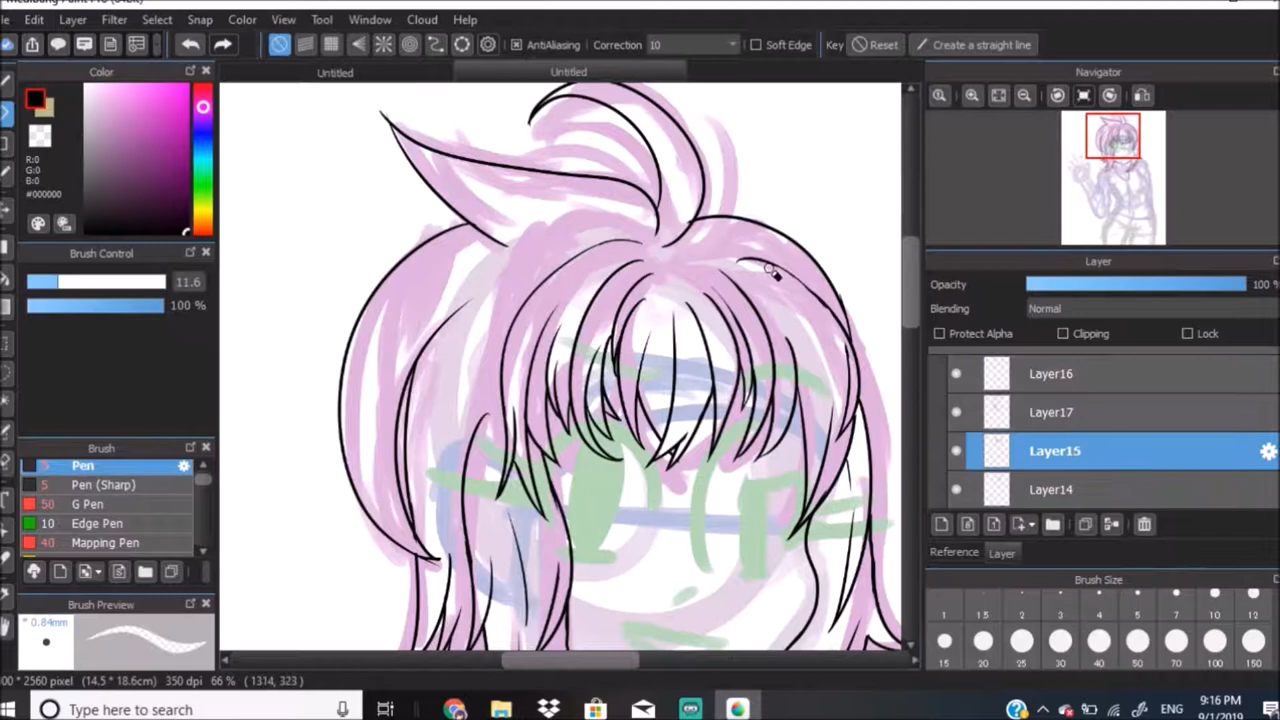 Edit Layer Filter Select Snap Color View Tool Window Cloud Help
AntiAliasing Correction 10 Soft Edge Key Reset Create a straight line
Color
Untitled
Untitled
Navigator
R:0
G:0
B:0
#000000
Brush Control
11.6
100 %
Layer
Opacity 100 %
Blending Normal
Protect Alpha Clipping Lock
Layer16
Layer17
Layer15
Layer14
Reference Layer
Brush
5 Pen
5 Pen (Sharp)
50 G Pen
10 Edge Pen
40 Mapping Pen
Brush Preview
* 0.84mm
Brush Size
1 1.5 2 3 4 5 7 10 12
15 20 25 30 40 50 70 100 150
* 2560 pixel (14.5 * 18.6cm) 350 dpi 66 % ( 1314, 323 )
Type here to search
ENG
9:16 PM
9/1/2019